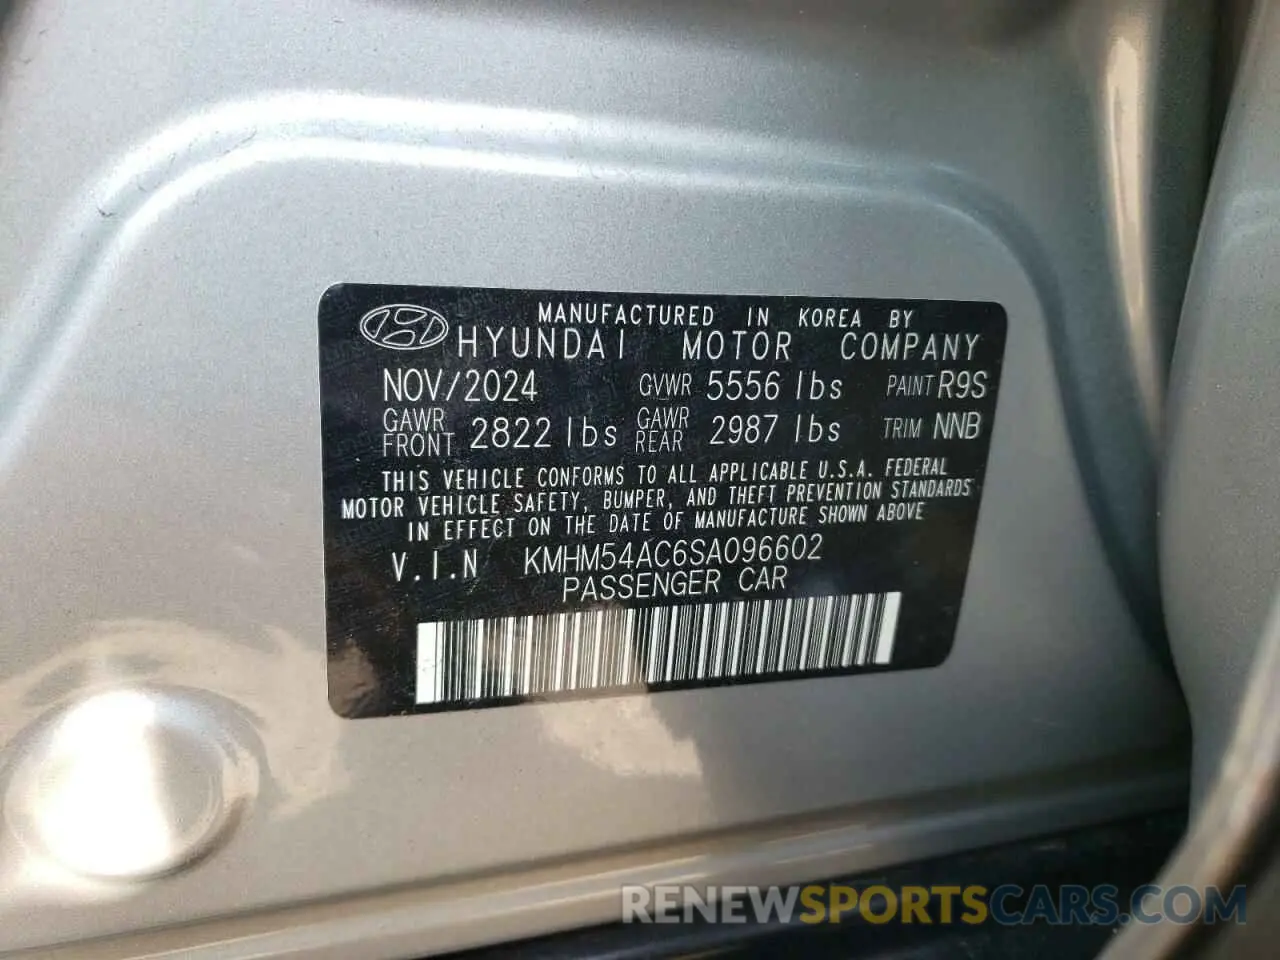 MANUFACTURED IN KOREA BY
HYUNDAI MOTOR COMPANY
NOV/2024 GVWR 5556 lbs PAINT R9S
GAWR FRONT 2822 lbs GAWR REAR 2987 lbs TRIM NNB
THIS VEHICLE CONFORMS TO ALL APPLICABLE U.S.A. FEDERAL
MOTOR VEHICLE SAFETY, BUMPER, AND THEFT PREVENTION STANDARDS
IN EFFECT ON THE DATE OF MANUFACTURE SHOWN ABOVE
V.I.N KMHM54AC6SA096602
PASSENGER CAR
RENEWSPORTSCARS.COM